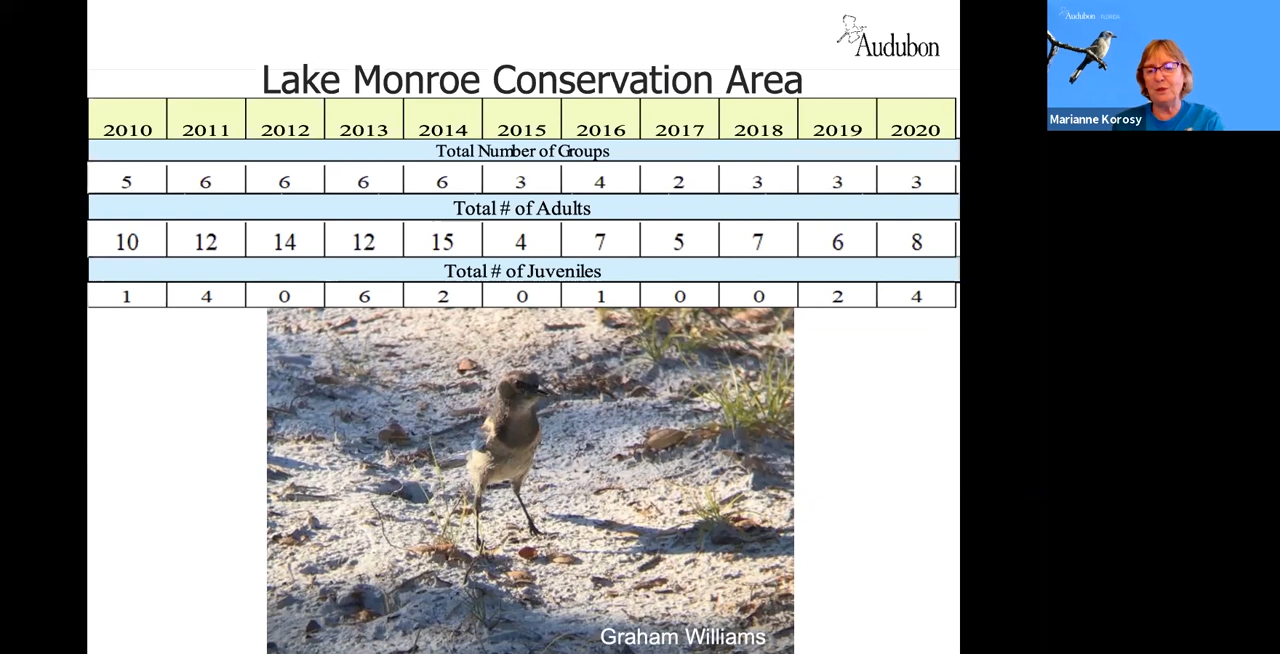 Audubon
Lake Monroe Conservation Area
2010 2011 2012 2013 2014 2015 2016 2017 2018 2019 2020
Total Number of Groups
5 6 6 6 6 3 4 2 3 3 3
Total # of Adults
10 12 14 12 15 4 7 5 7 6 8
Total # of Juveniles
1 4 0 6 2 0 1 0 0 2 4
Graham Williams
Audubon FLORIDA
Marianne Korosy